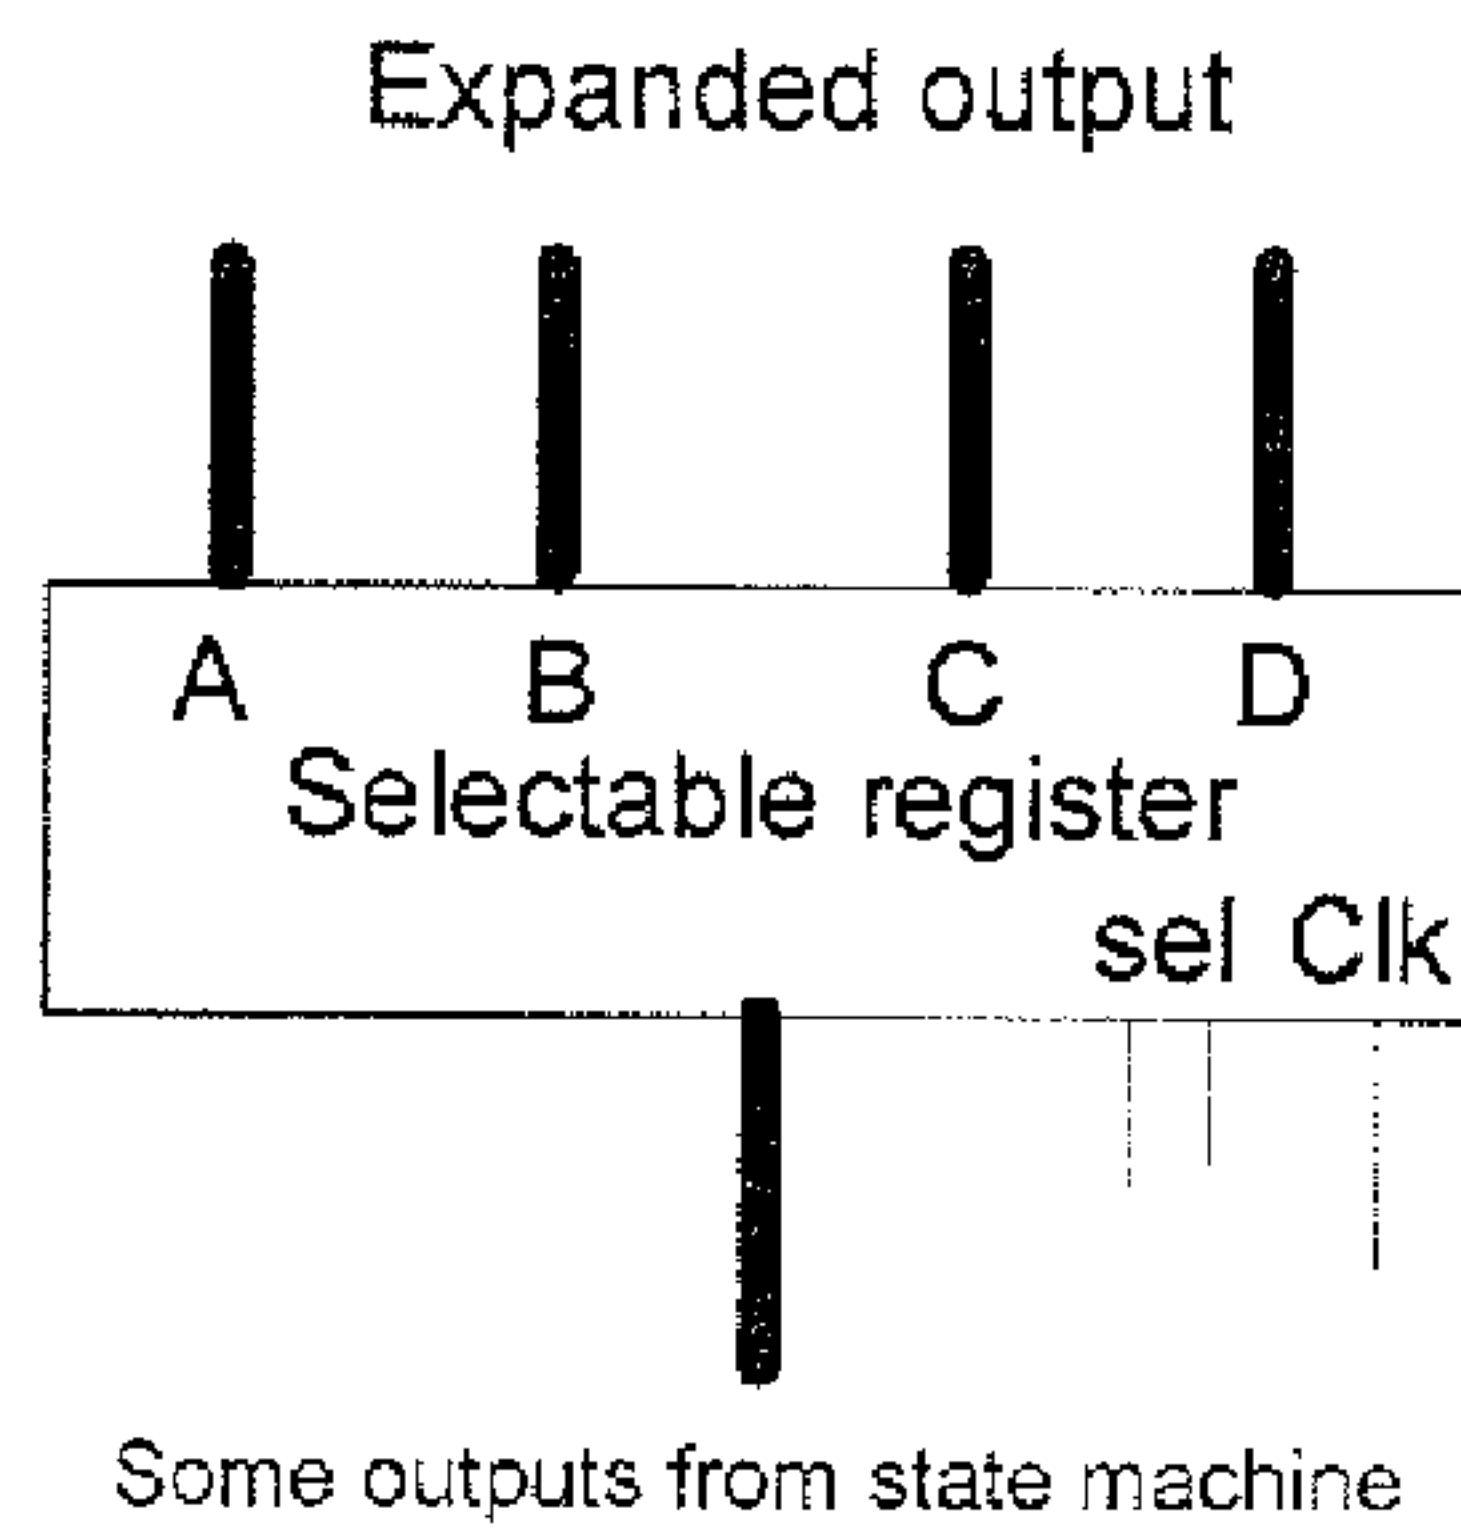 Expanded output
A B C D
Selectable register
sel Clk
Some outputs from state machine